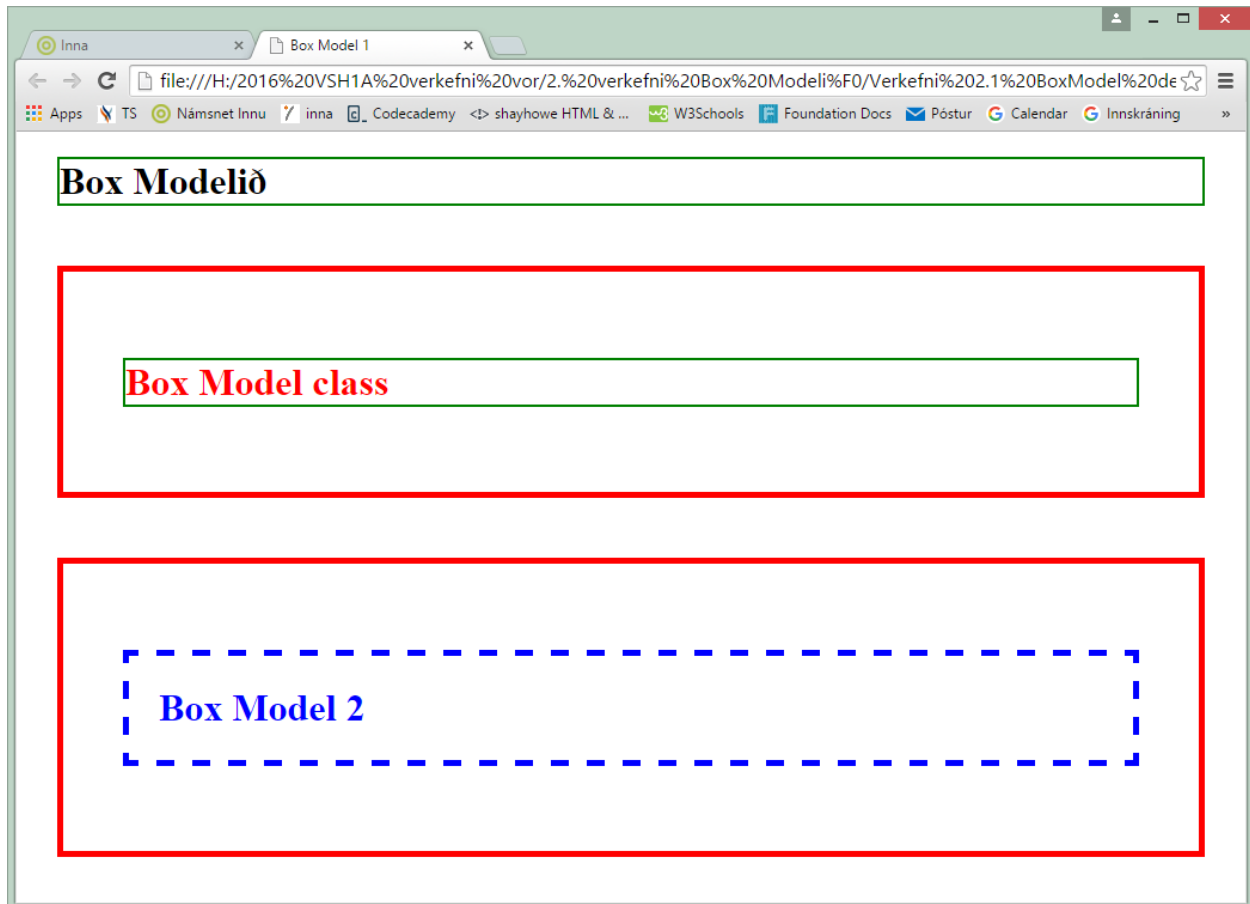 Inna
Box Model 1
file:///H:/2016%20VSH1A%20verkefni%20vor/2.%20verkefni%20Box%20Modeli%F0/Verkefni%202.1%20BoxModel%20de
Apps TS Námsnet Innu inna Codecademy shayhowe HTML & ... W3Schools Foundation Docs Póstur Calendar Innskráning »
Box Modelið
Box Model class
Box Model 2